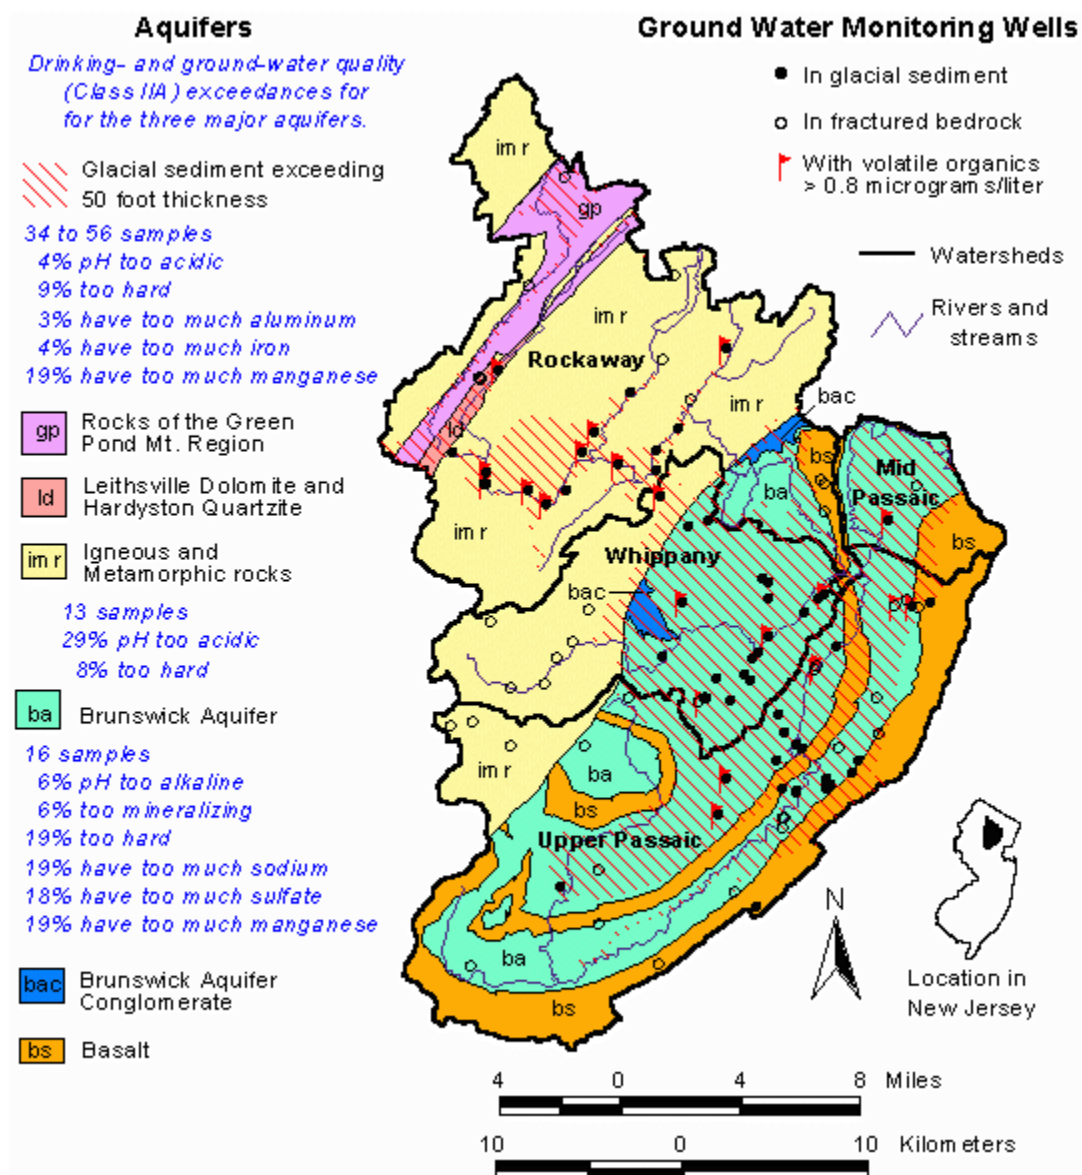 Aquifers
Drinking- and ground-water quality
(Class IIA) exceedances for
for the three major aquifers.
Glacial sediment exceeding
50 foot thickness
34 to 56 samples
4% pH too acidic
9% too hard
3% have too much aluminum
4% have too much iron
19% have too much manganese
gp
Rocks of the Green
Pond Mt. Region
ld
Leithsville Dolomite and
Hardyston Quartzite
imr
Igneous and
Metamorphic rocks
13 samples
29% pH too acidic
8% too hard
ba
Brunswick Aquifer
16 samples
6% pH too alkaline
6% too mineralizing
19% too hard
19% have too much sodium
18% have too much sulfate
19% have too much manganese
bac
Brunswick Aquifer
Conglomerate
bs
Basalt
Ground Water Monitoring Wells
In glacial sediment
In fractured bedrock
With volatile organics
> 0.8 micrograms/liter
Watersheds
Rivers and
streams
imr
gp
imr
Rockaway
imr
bac
ld
bs
Mid
Passaic
ba
imr
bs
Whippany
bac
imr
ba
bs
Upper Passaic
ba
bs
N
Location in
New Jersey
4 0 4 8 Miles
10 0 10 Kilometers